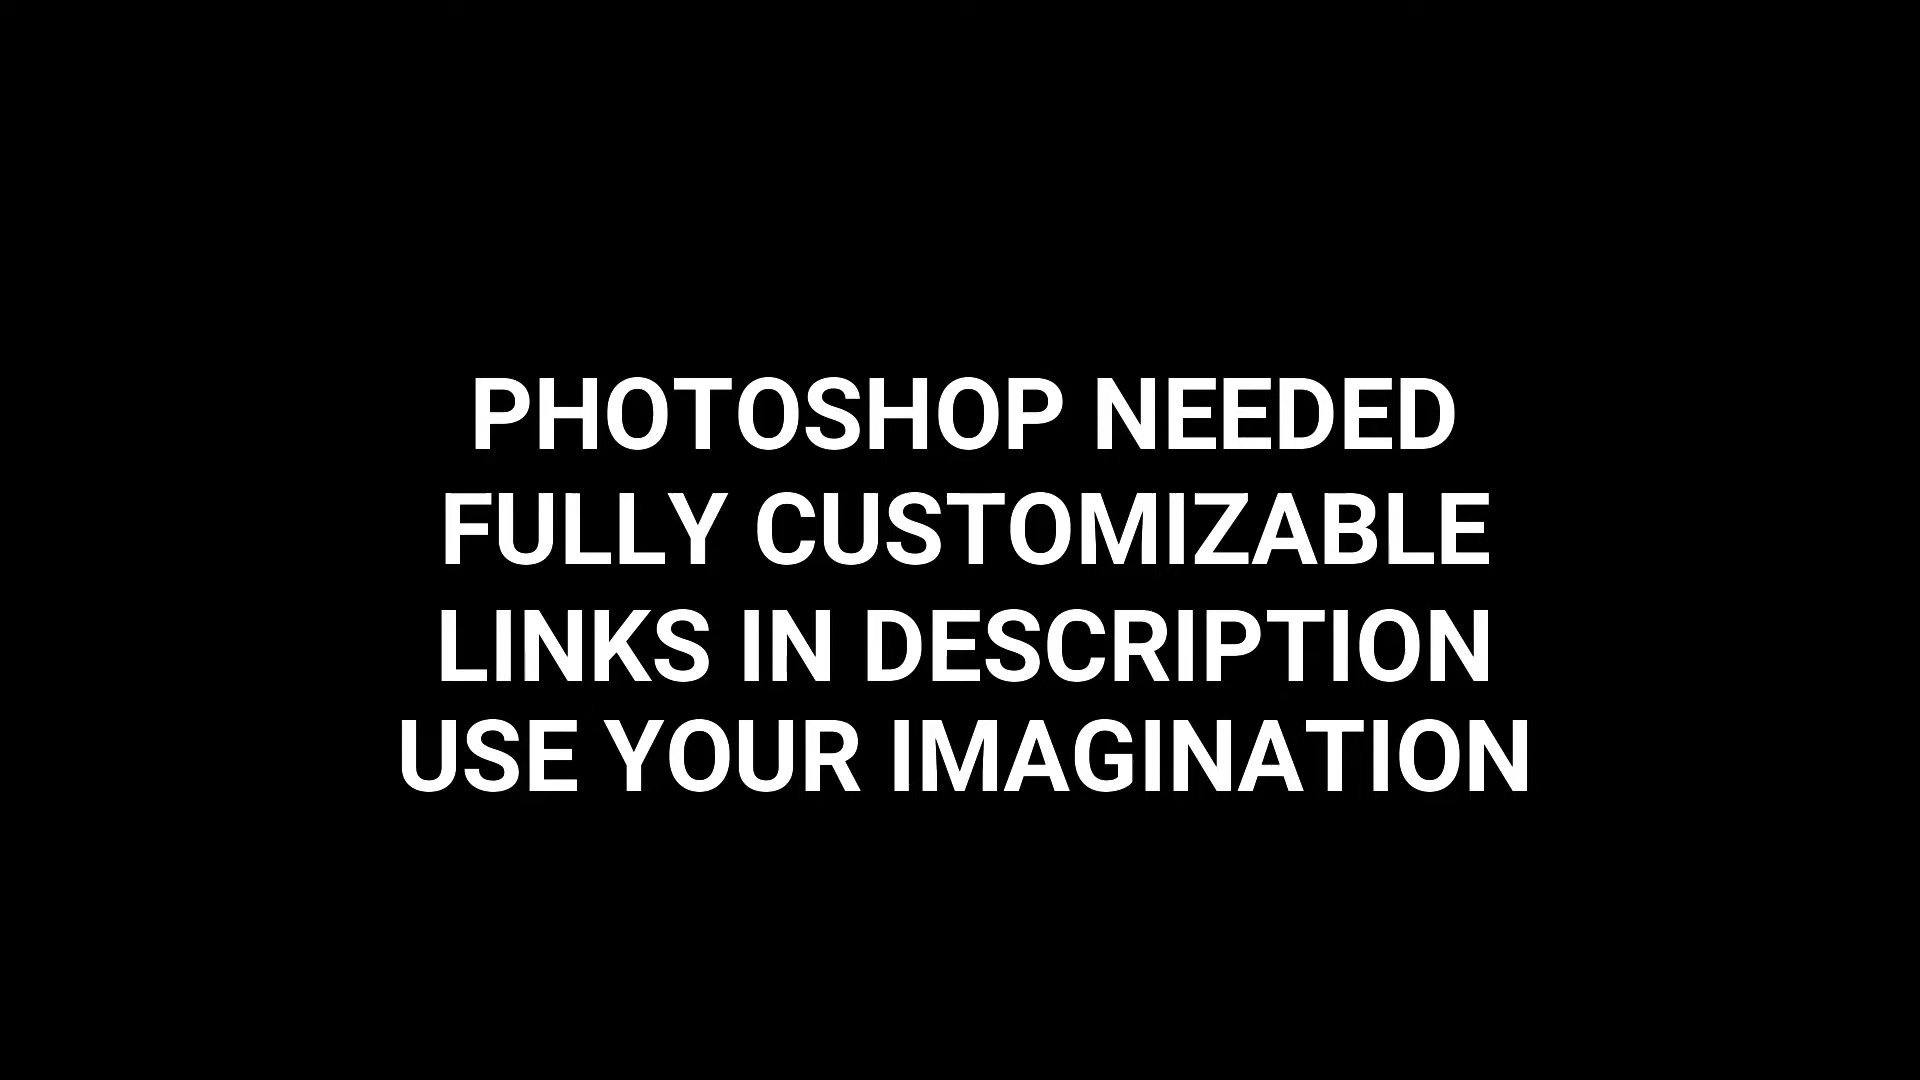 PHOTOSHOP NEEDED
FULLY CUSTOMIZABLE
LINKS IN DESCRIPTION
USE YOUR IMAGINATION